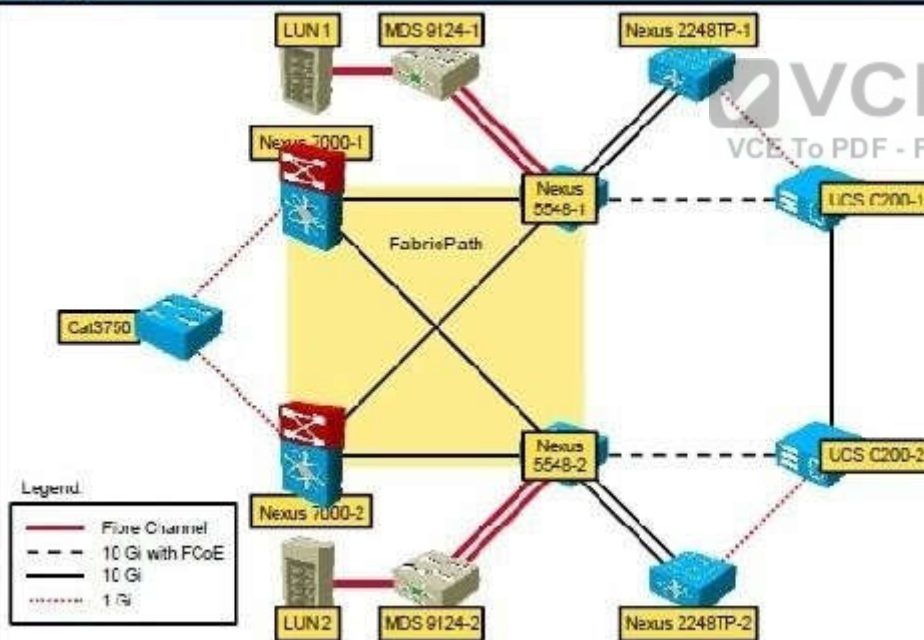 LUN 1
MDS 9124-1
Nexus 2248TP-1
VCE
VCE To PDF - F
Nexus 7000-1
Nexus
5548-1
UCS C200-1
FabricPath
Cat3750
Nexus
5548-2
UCS C200-2
Legend:
Fibre Channel
10 Gi with FCoE
10 Gi
1 Gi
Nexus 7000-2
LUN 2
MDS 9124-2
Nexus 2248TP-2